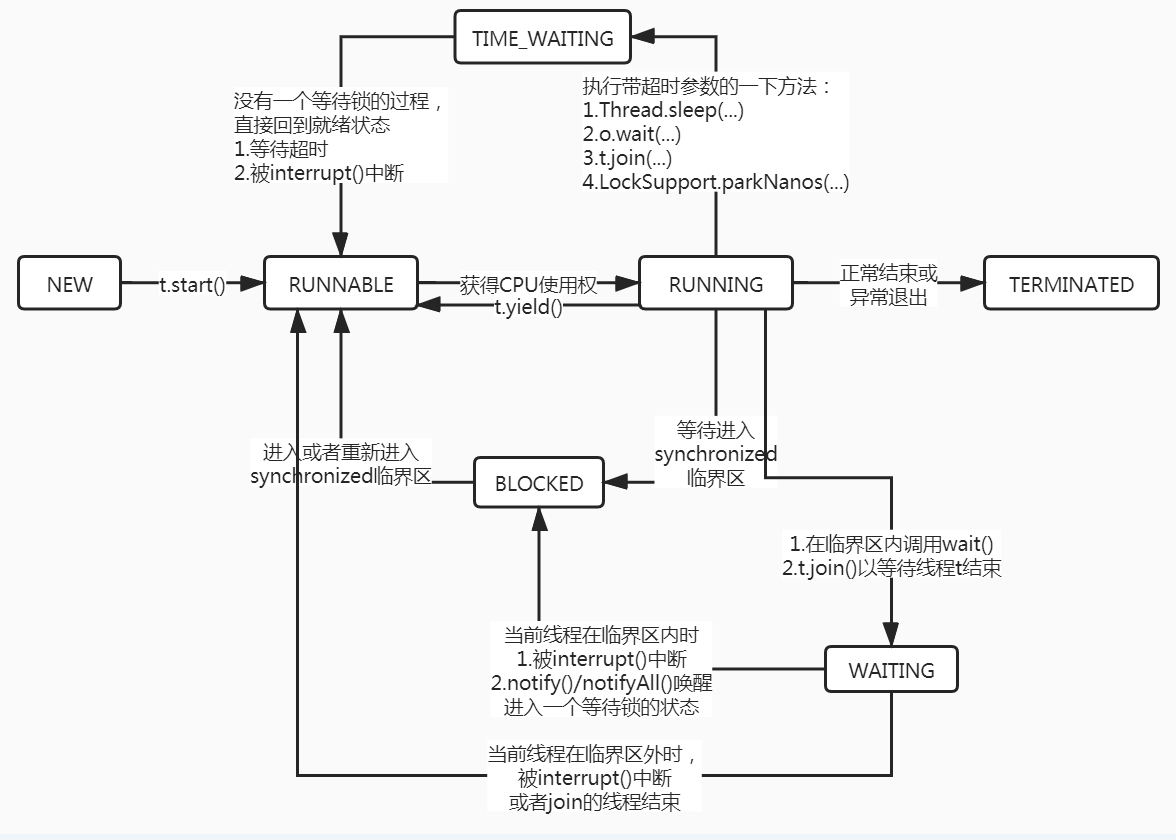 TIME_WAITING
没有一个等待锁的过程，
直接回到就绪状态
1.等待超时
2.被interrupt()中断
执行带超时参数的一下方法：
1.Thread.sleep(...)
2.o.wait(...)
3.t.join(...)
4.LockSupport.parkNanos(...)
NEW
t.start()
RUNNABLE
获得CPU使用权
t.yield()
RUNNING
正常结束或
异常退出
TERMINATED
进入或者重新进入
synchronized临界区
BLOCKED
等待进入
synchronized
临界区
1.在临界区内调用wait()
2.t.join()以等待线程t结束
当前线程在临界区内时
1.被interrupt()中断
2.notify()/notifyAll()唤醒
进入一个等待锁的状态
WAITING
当前线程在临界区外时，
被interrupt()中断
或者join的线程结束